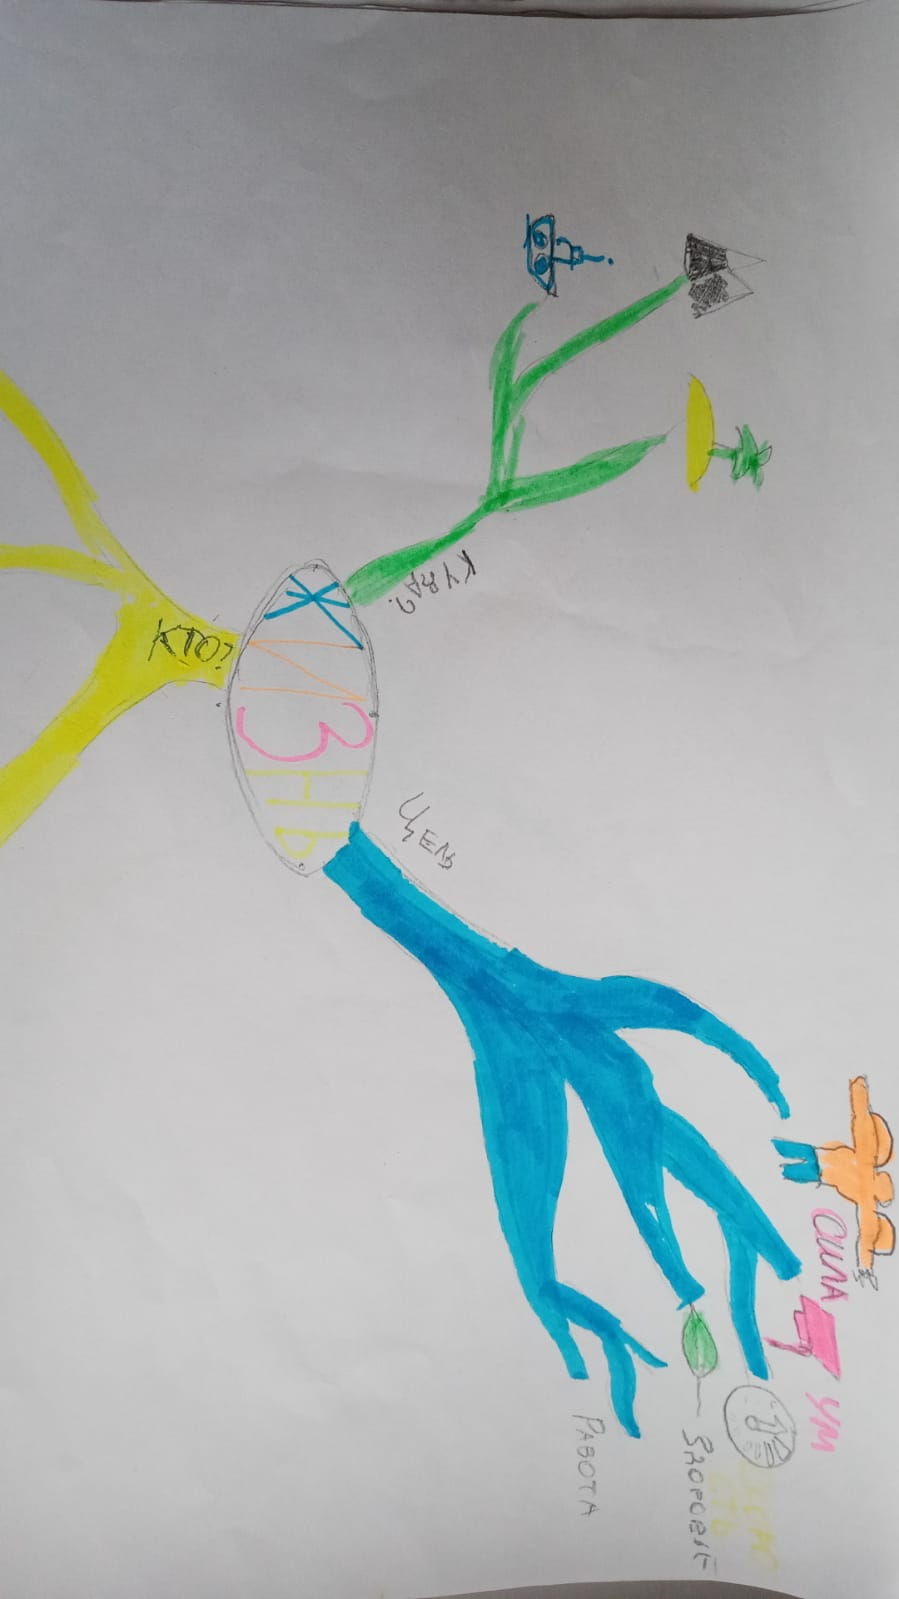 КУДА?
КТО?
ЖИЗНЬ
ЦЕЛЬ
СИЛА
УМ
ЗДОРОВЬЕ
РАБОТА